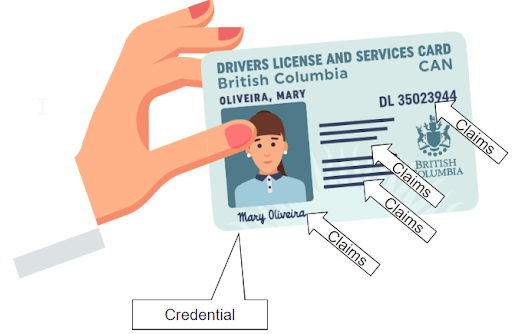 DRIVERS LICENSE AND SERVICES CARD
British Columbia CAN
OLIVEIRA, MARY
DL 35023944
Claims
BRITISH
COLUMBIA
Claims
Claims
Mary Oliveira
Claims
Credential